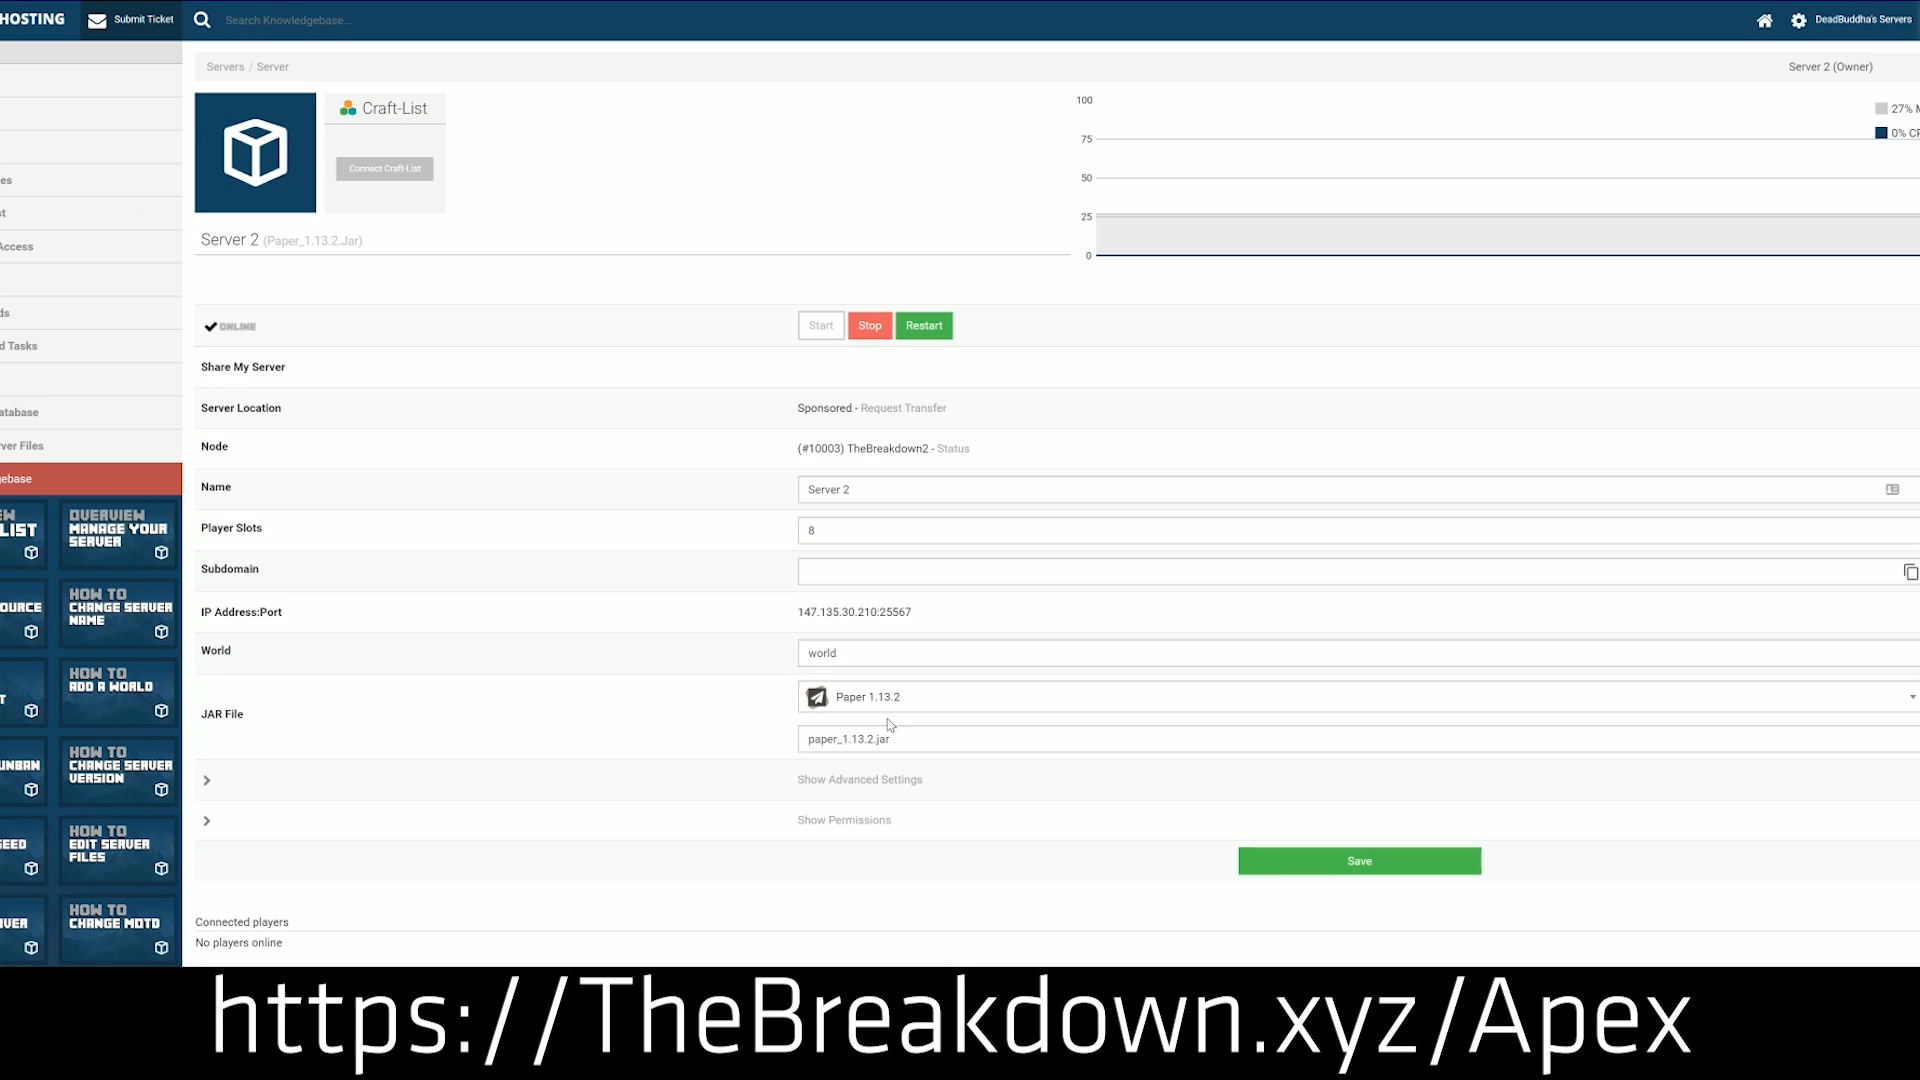 HOSTING
Submit Ticket
Search Knowledgebase...
DeadBuddha's Servers
Servers / Server
Server 2 (Owner)
es
st
Access
ds
d Tasks
atabase
ver Files
gebase
LIST
OVERVIEW
MANAGE YOUR
SERVER
OURCE
HOW TO
CHANGE SERVER
NAME
T
HOW TO
ADD A WORLD
UNBAN
HOW TO
CHANGE SERVER
VERSION
SEED
HOW TO
EDIT SERVER
FILES
VER
HOW TO
CHANGE MOTD
Craft-List
Connect Craft-List
Server 2 (Paper_1.13.2.Jar)
100
75
50
25
0
27% M
0% CP
ONLINE
Start
Stop
Restart
Share My Server
Server Location
Sponsored - Request Transfer
Node
(#10003) TheBreakdown2 - Status
Name
Server 2
Player Slots
8
Subdomain
IP Address:Port
147.135.30.210:25567
World
world
JAR File
Paper 1.13.2
paper_1.13.2.jar
Show Advanced Settings
Show Permissions
Save
Connected players
No players online
https://TheBreakdown.xyz/Apex